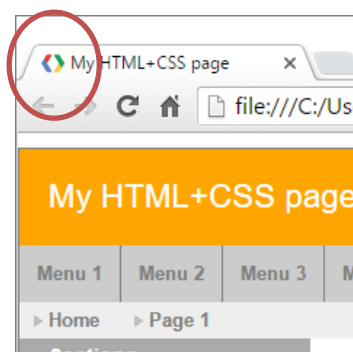 My HTML+CSS page
file:///C:/Us
My HTML+CSS page
Menu 1 Menu 2 Menu 3 M
Home Page 1
Sections